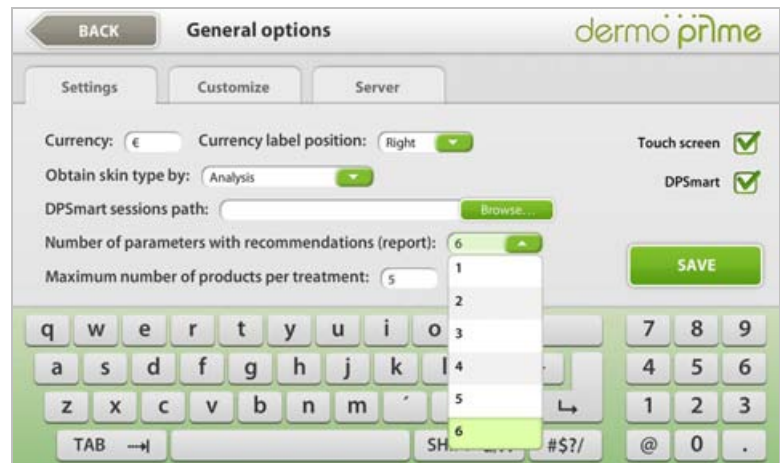 BACK General options dermo prime
Settings Customize Server
Currency: € Currency label position: Right Touch screen
Obtain skin type by: Analysis DPSmart
DPSmart sessions path: Browse...
Number of parameters with recommendations (report): 6
1
SAVE
Maximum number of products per treatment: 5
2
q w e r t y u i o 3 7 8 9
a s d f g h j k 4 4 5 6
z x c v b n m ´ 5 1 2 3
6
TAB #$?/ @ 0 .